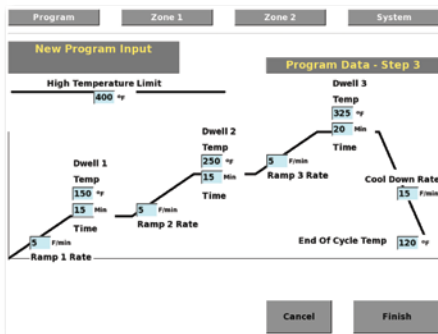 Program Zone 1 Zone 2 System
New Program Input
Program Data - Step 3
High Temperature Limit
400 °F
Dwell 3
Temp
325 °F
20 Min
Time
Dwell 2
Temp
250 °F
15 Min
Time
Dwell 1
Temp
150 °F
15 Min
Time
5 F/min
Ramp 1 Rate
5 F/min
Ramp 2 Rate
5 F/min
Ramp 3 Rate
Cool Down Rate
15 F/min
End Of Cycle Temp 120 °F
Cancel Finish